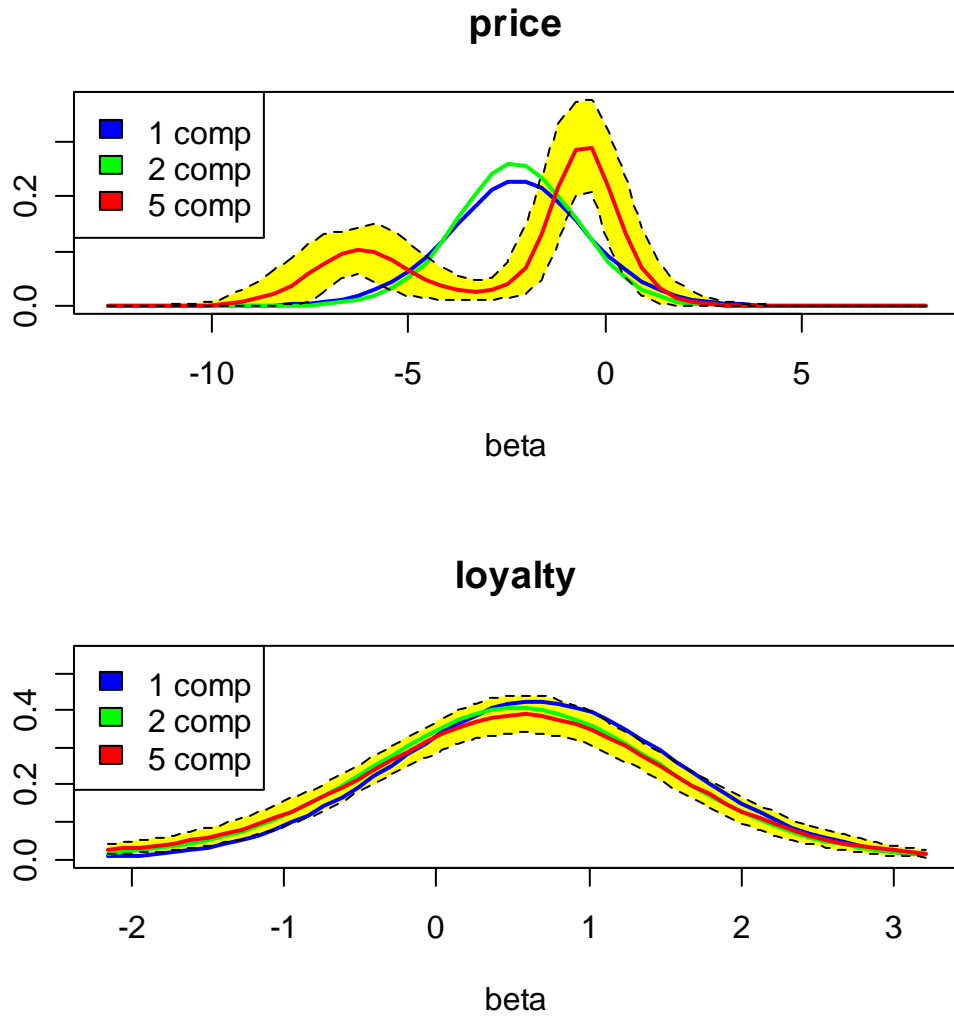 price
1 comp
2 comp
5 comp
0.0 0.2
-10 -5 0 5
beta
loyalty
1 comp
2 comp
5 comp
0.0 0.2 0.4
-2 -1 0 1 2 3
beta